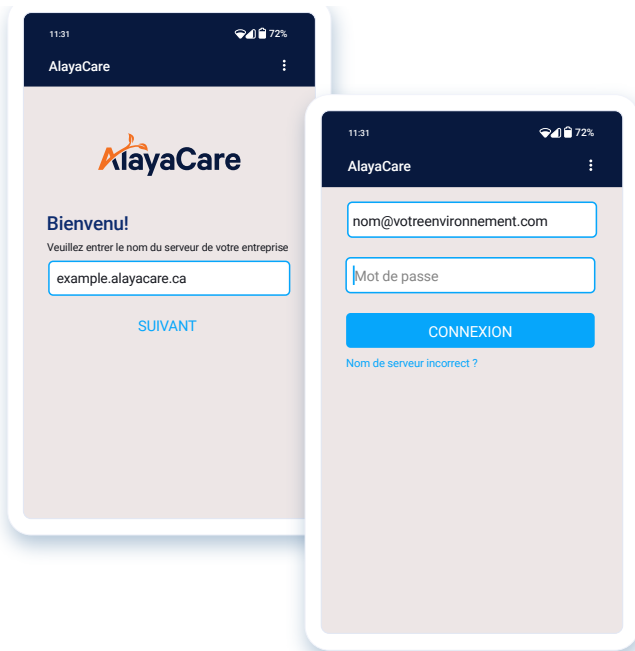 11:31 72%
AlayaCare
AlayaCare
Bienvenu!
Veuillez entrer le nom du serveur de votre entreprise
example.alayacare.ca
SUIVANT
11:31 72%
AlayaCare
nom@votreenvironnement.com
Mot de passe
CONNEXION
Nom de serveur incorrect ?